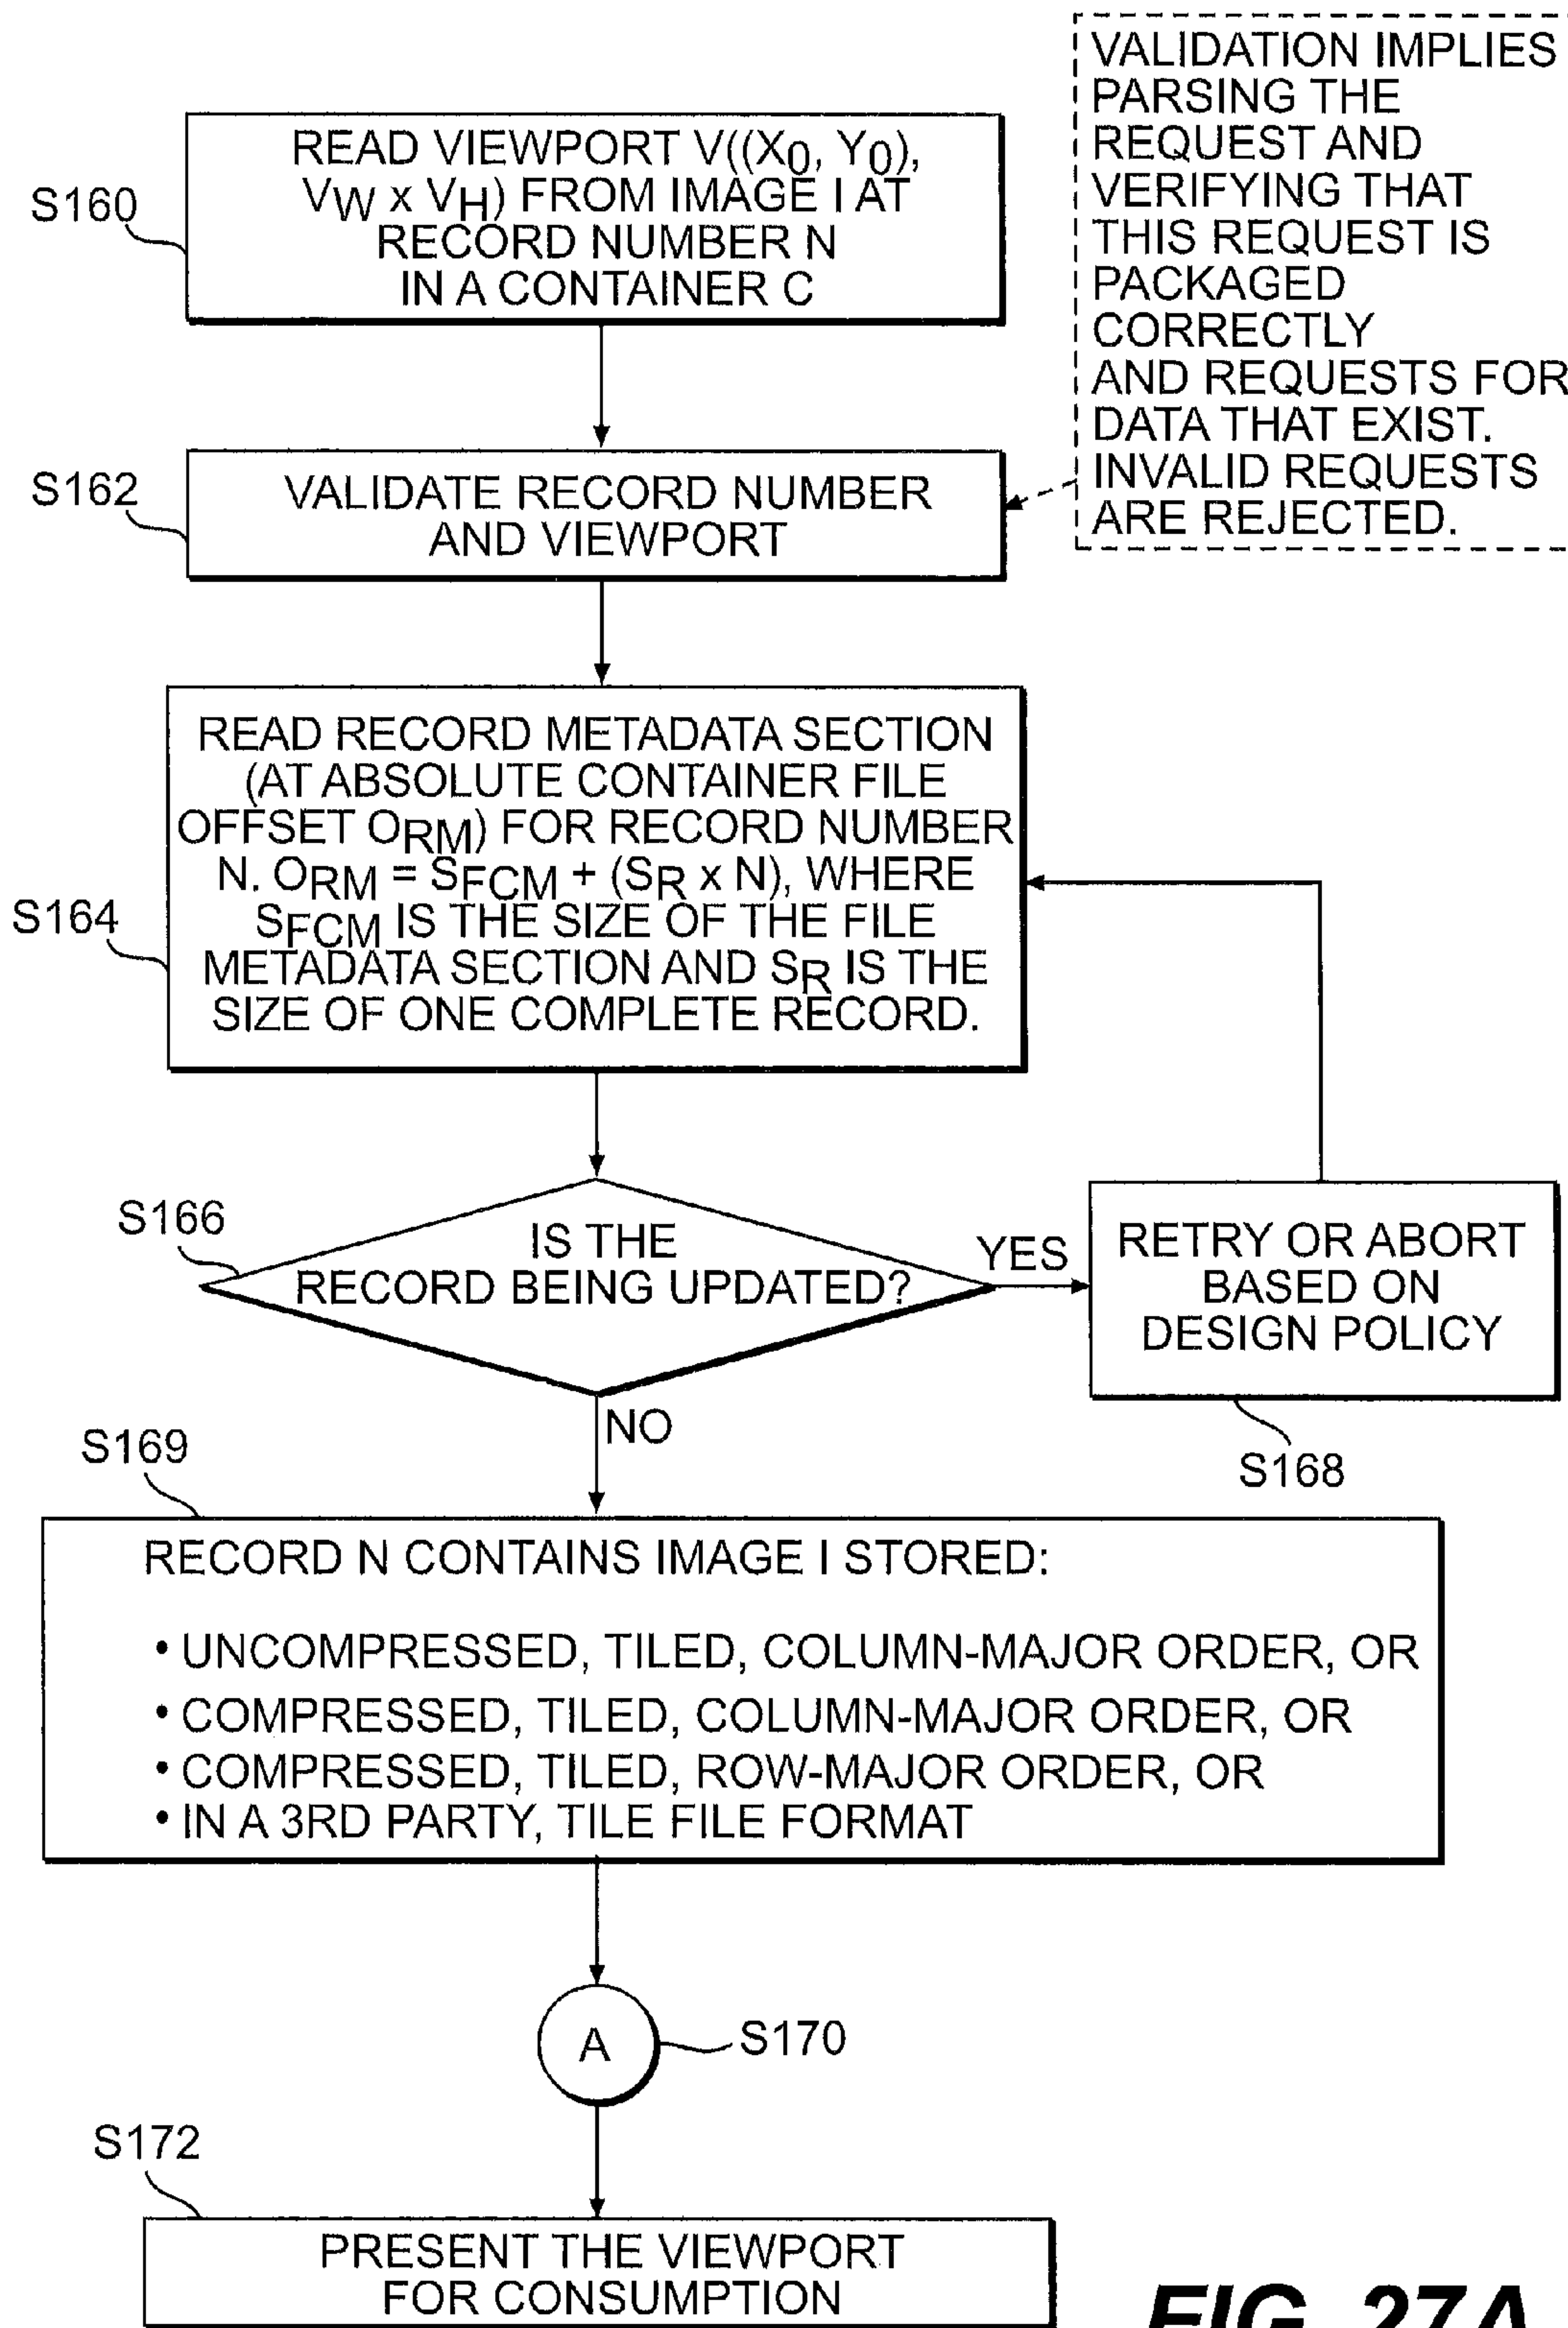 VALIDATION IMPLIES
PARSING THE
REQUEST AND
VERIFYING THAT
THIS REQUEST IS
PACKAGED
CORRECTLY
AND REQUESTS FOR
DATA THAT EXIST.
INVALID REQUESTS
ARE REJECTED.
S160
READ VIEWPORT V((X0, Y0),
VW x VH) FROM IMAGE I AT
RECORD NUMBER N
IN A CONTAINER C
S162
VALIDATE RECORD NUMBER
AND VIEWPORT
S164
READ RECORD METADATA SECTION
(AT ABSOLUTE CONTAINER FILE
OFFSET ORM) FOR RECORD NUMBER
N. ORM = SFCM + (SR x N), WHERE
SFCM IS THE SIZE OF THE FILE
METADATA SECTION AND SR IS THE
SIZE OF ONE COMPLETE RECORD.
S166
IS THE
RECORD BEING UPDATED?
YES
RETRY OR ABORT
BASED ON
DESIGN POLICY
S168
NO
S169
RECORD N CONTAINS IMAGE I STORED:
• UNCOMPRESSED, TILED, COLUMN-MAJOR ORDER, OR
• COMPRESSED, TILED, COLUMN-MAJOR ORDER, OR
• COMPRESSED, TILED, ROW-MAJOR ORDER, OR
• IN A 3RD PARTY, TILE FILE FORMAT
A
S170
S172
PRESENT THE VIEWPORT
FOR CONSUMPTION
FIG. 27A